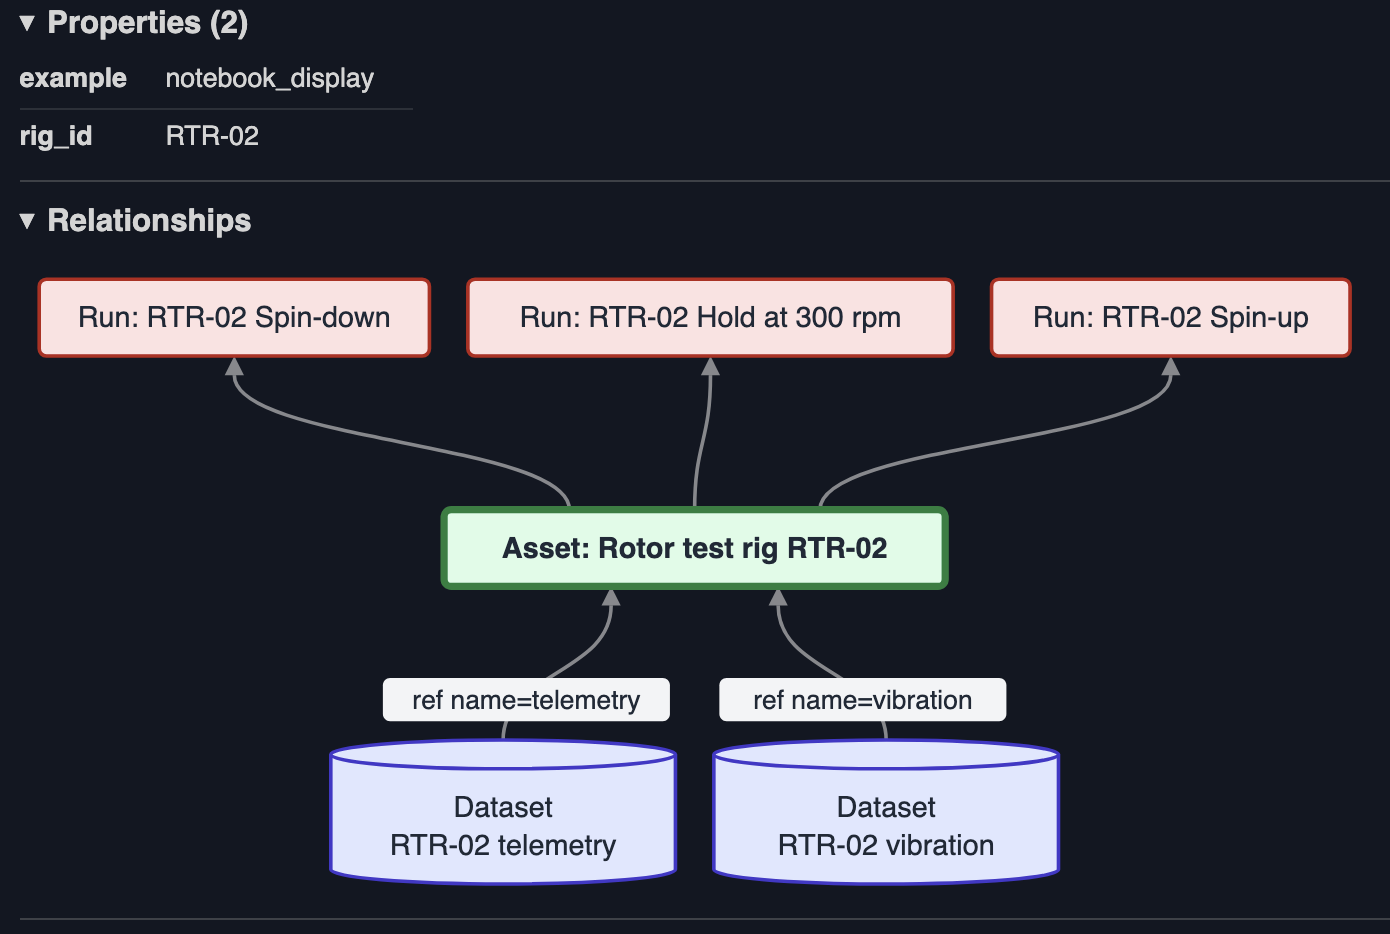 ▼ Properties (2)
example notebook_display
rig_id RTR-02
▼ Relationships
Run: RTR-02 Spin-down
Run: RTR-02 Hold at 300 rpm
Run: RTR-02 Spin-up
Asset: Rotor test rig RTR-02
ref name=telemetry
ref name=vibration
Dataset
RTR-02 telemetry
Dataset
RTR-02 vibration